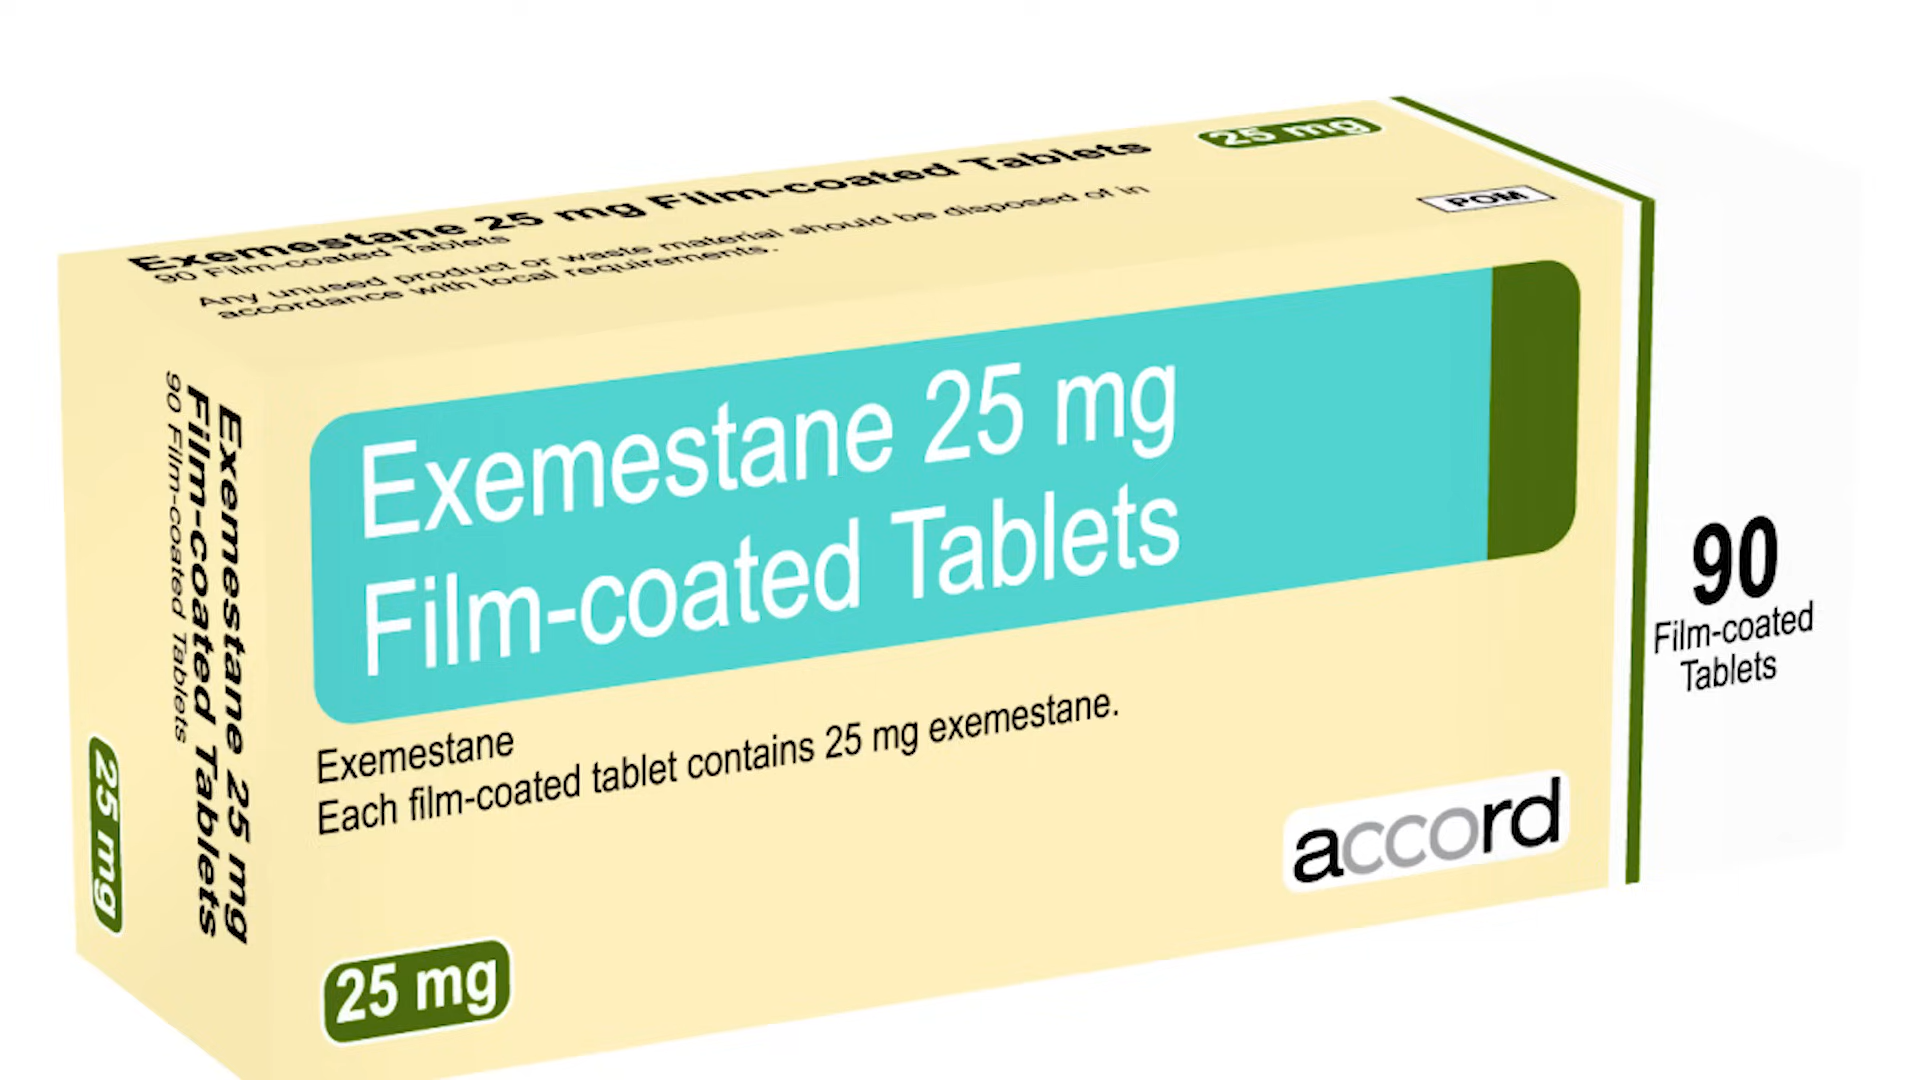 Exemestane 25 mg Film-coated Tablets
90 Film-coated Tablets
Any unused product or waste material should be disposed of in
accordance with local requirements.
25 mg
POM
Exemestane 25 mg
Film-coated Tablets
90 Film-coated Tablets
25 mg
Exemestane 25 mg
Film-coated Tablets
Exemestane
Each film-coated tablet contains 25 mg exemestane.
accord
25 mg
90
Film-coated
Tablets